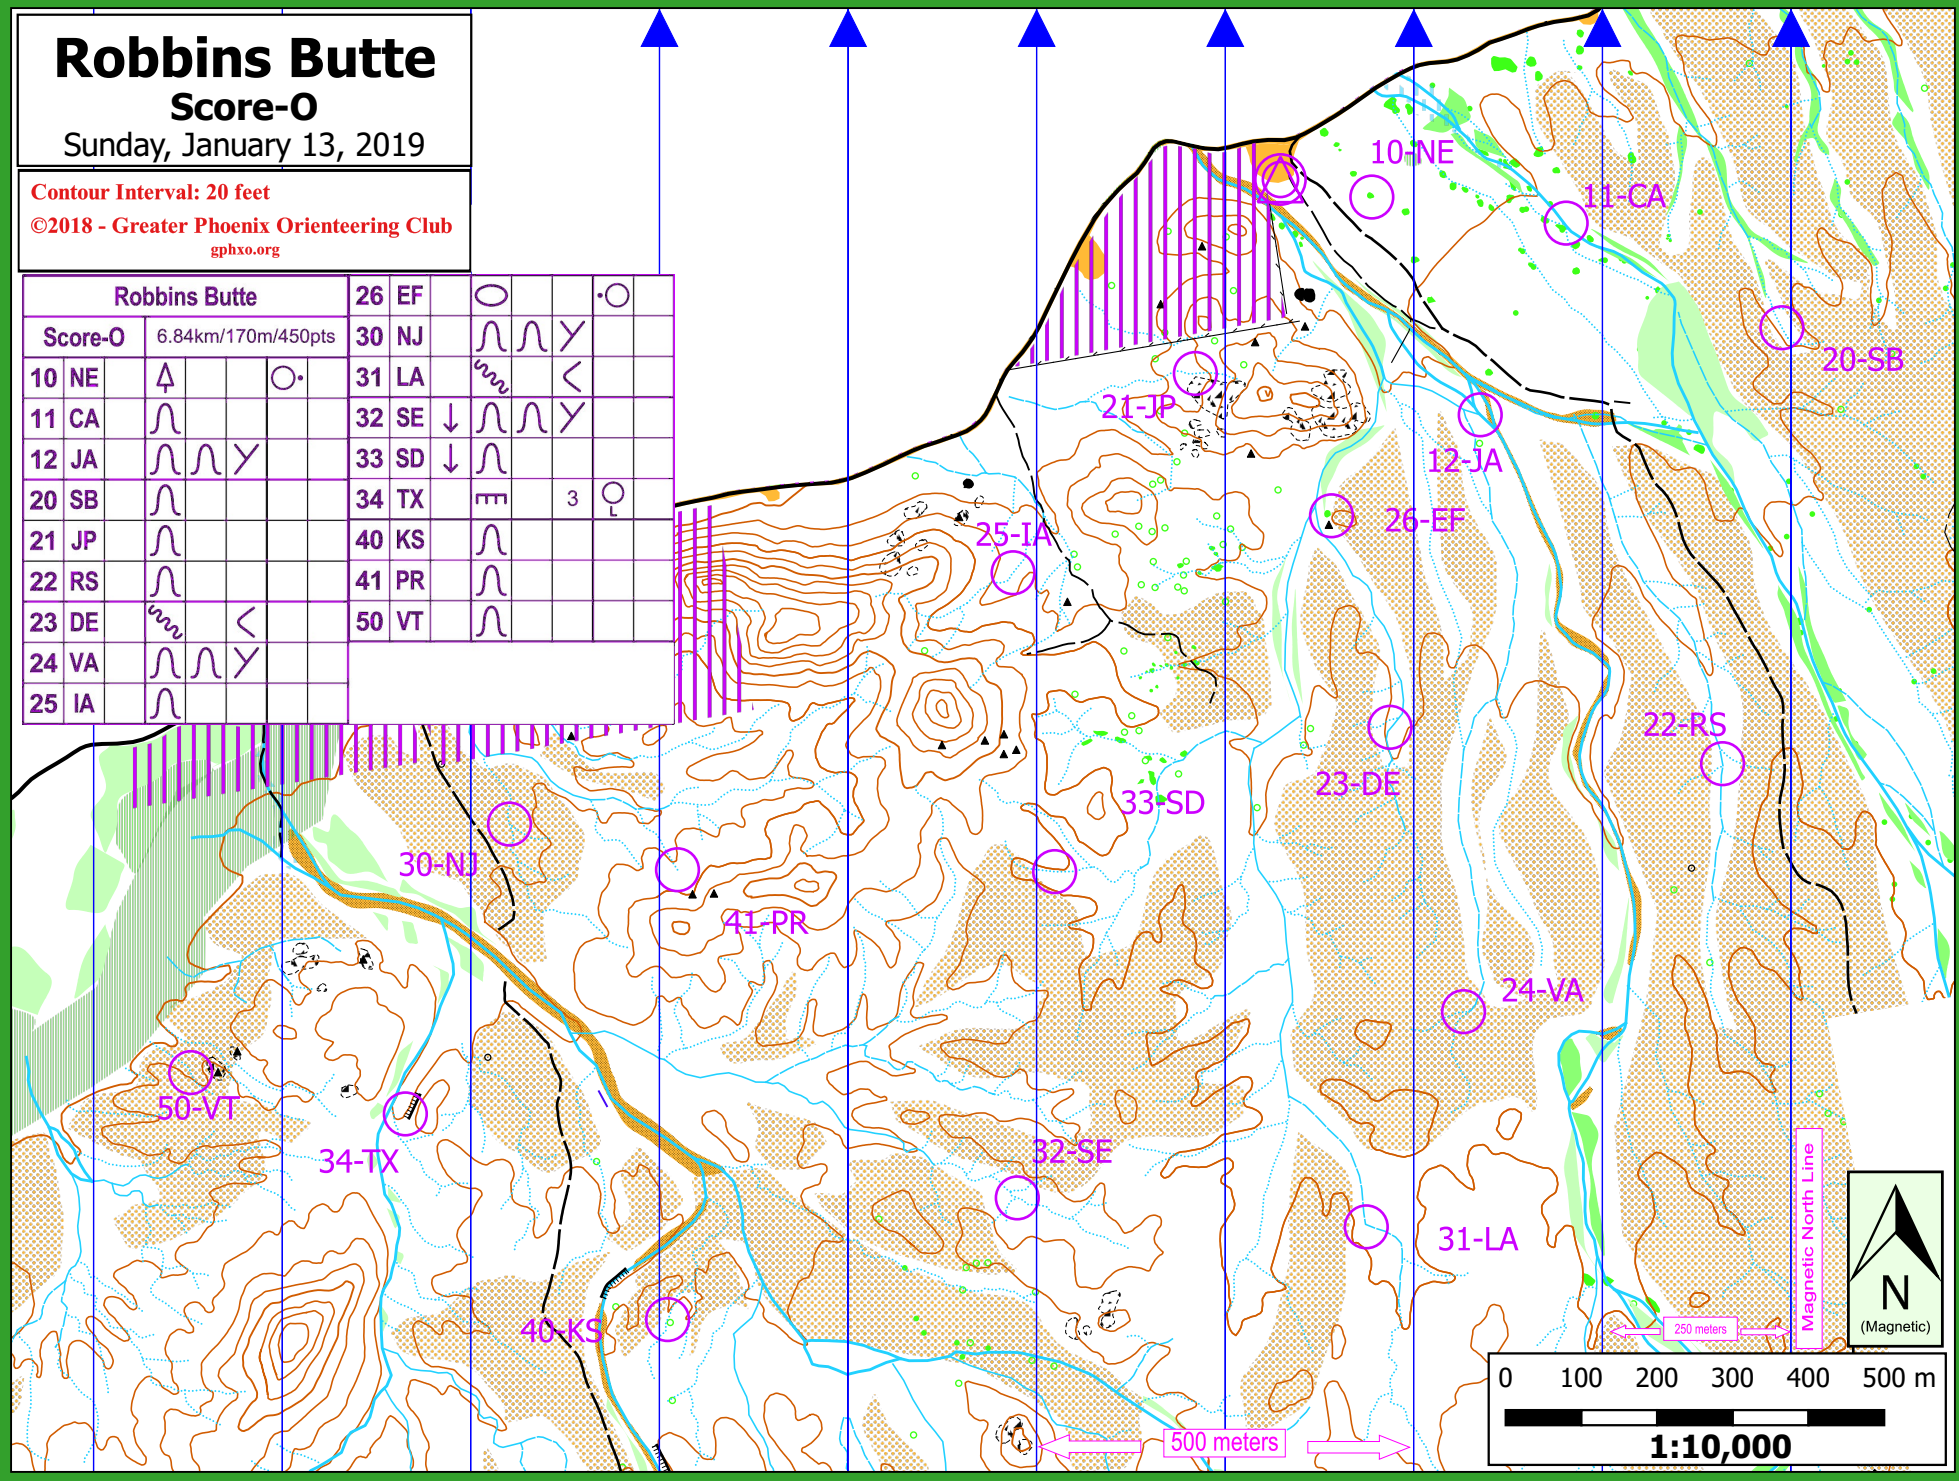 Robbins Butte
Score-O
Sunday, January 13, 2019
Contour Interval: 20 feet
©2018 - Greater Phoenix Orienteering Club
gphxo.org
Robbins Butte
Score-O 6.84km/170m/450pts
10 NE
11 CA
12 JA
20 SB
21 JP
22 RS
23 DE
24 VA
25 IA
26 EF
30 NJ
31 LA
32 SE
33 SD
34 TX 3
40 KS
41 PR
50 VT
10-NE
11-CA
20-SB
21-JP
12-JA
26-EF
25-IA
22-RS
23-DE
33-SD
30-NJ
41-PR
24-VA
50-VT
34-TX
32-SE
31-LA
40-KS
Magnetic North Line
N
(Magnetic)
250 meters
500 meters
0 100 200 300 400 500 m
1:10,000